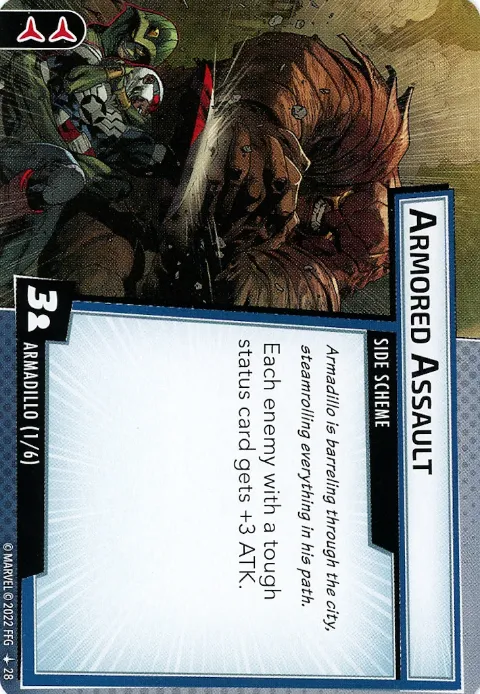 ARMORED ASSAULT
SIDE SCHEME
Armadillo is barreling through the city,
steamrolling everything in his path.
Each enemy with a tough
status card gets +3 ATK.
3
ARMADILLO (1/6)
© MARVEL © 2022 FFG 28